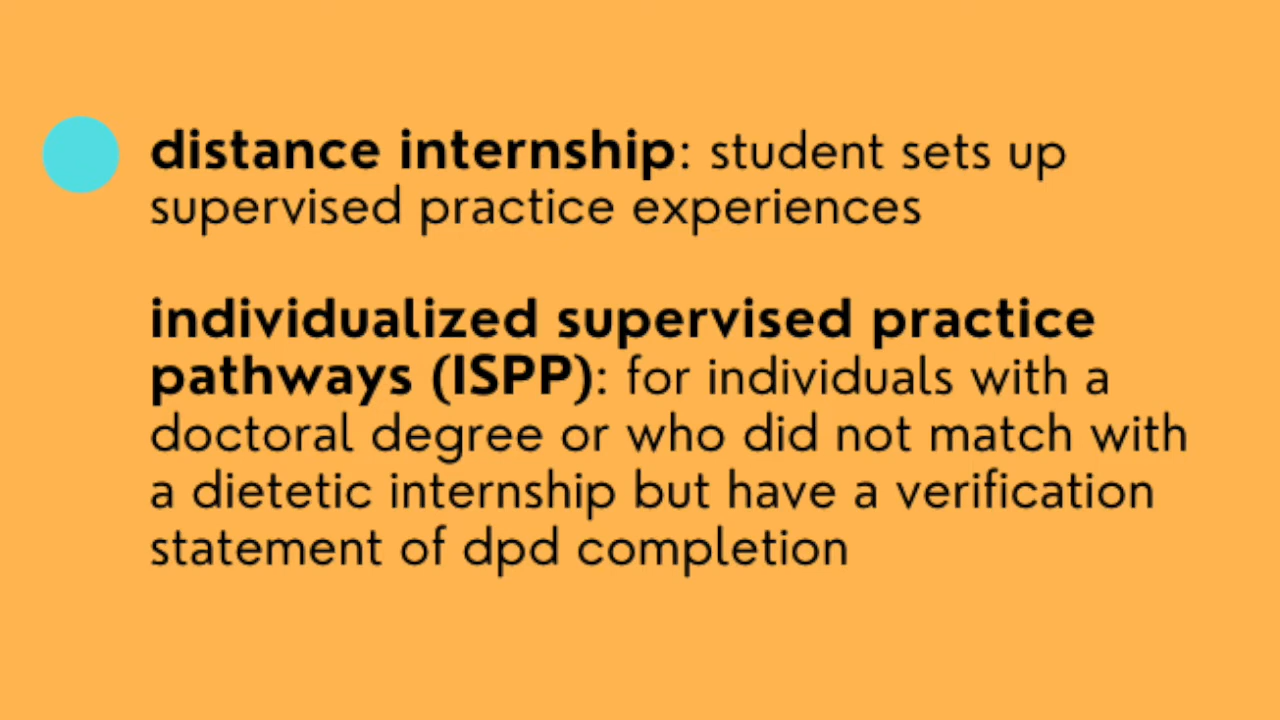 distance internship: student sets up
supervised practice experiences
individualized supervised practice
pathways (ISPP): for individuals with a
doctoral degree or who did not match with
a dietetic internship but have a verification
statement of dpd completion